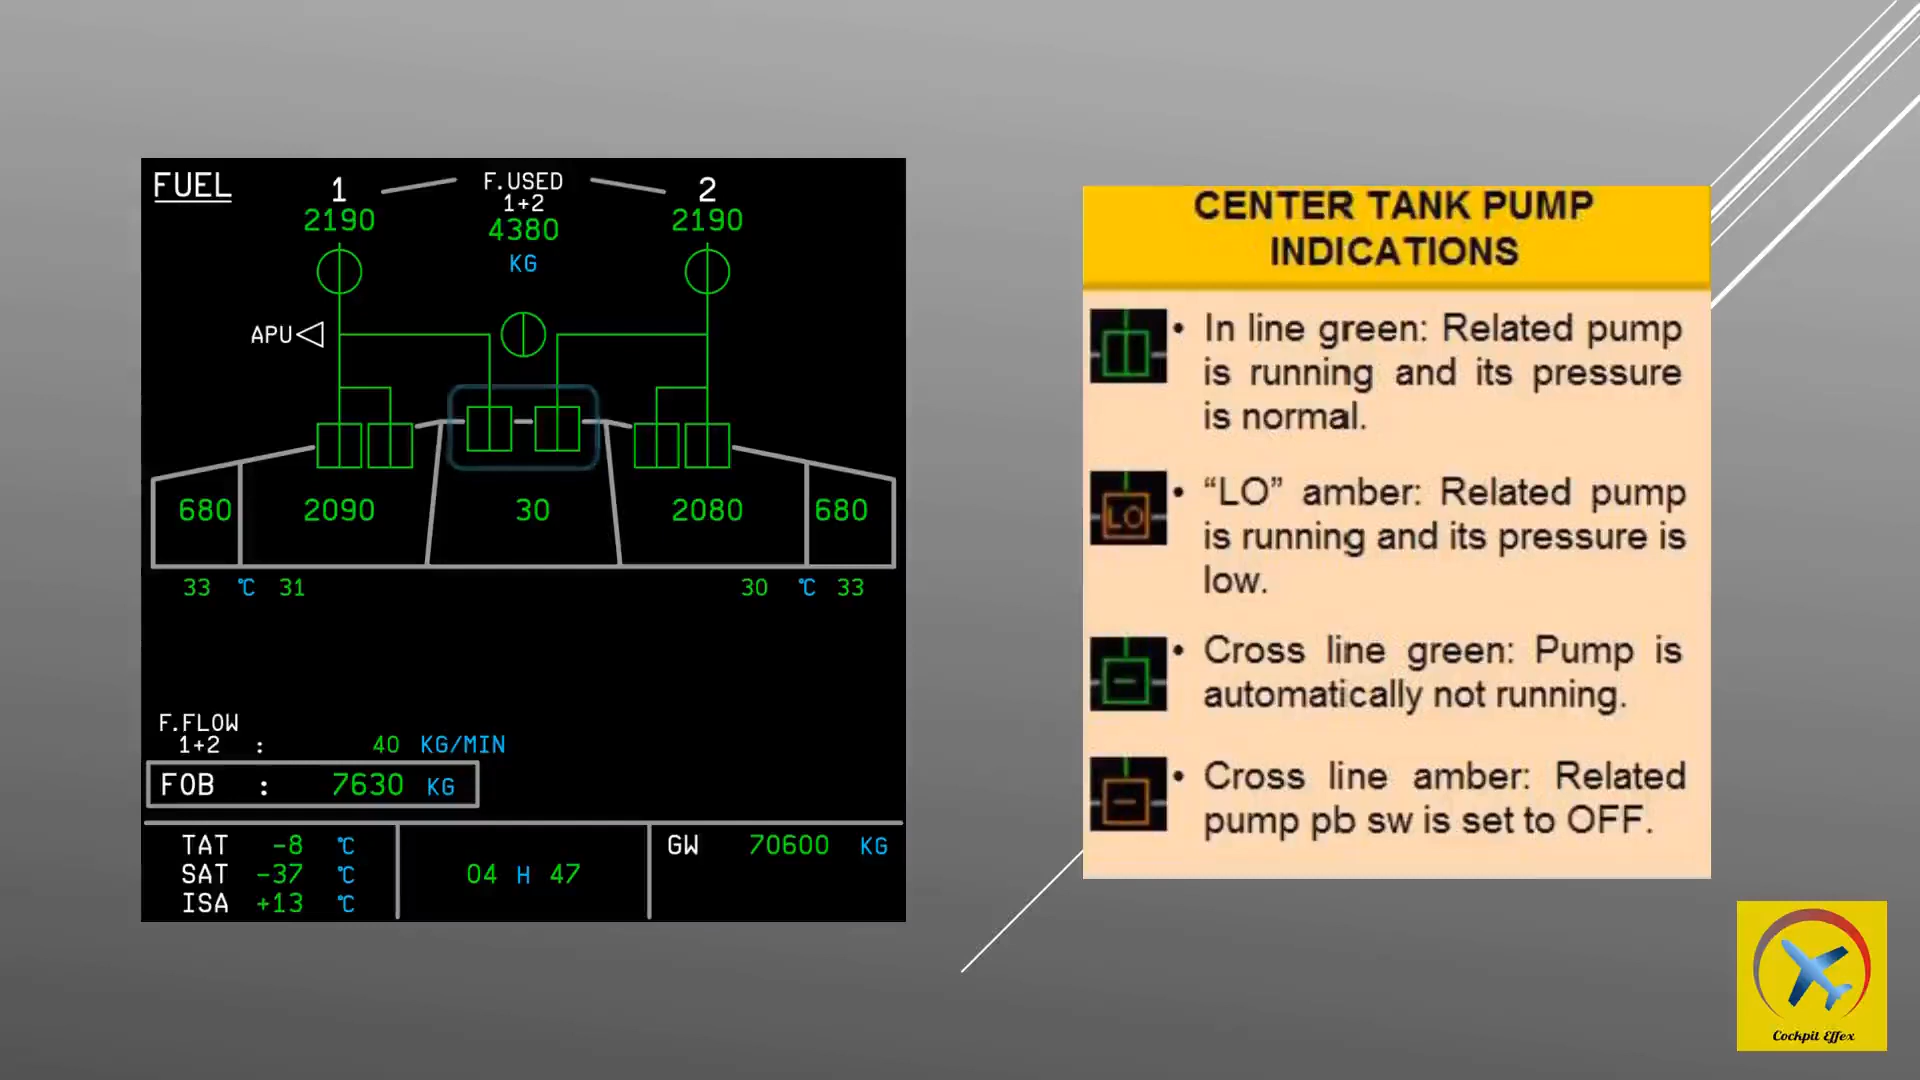 FUEL
1
F.USED
2
1+2
2190
4380
2190
KG
APU
680
2090
30
2080
680
33 °C 31
30 °C 33
F.FLOW
1+2 : 40 KG/MIN
FOB : 7630 KG
TAT -8 °C
SAT -37 °C
ISA +13 °C
04 H 47
GW 70600 KG
CENTER TANK PUMP
INDICATIONS
• In line green: Related pump
is running and its pressure
is normal.
LO
• “LO” amber: Related pump
is running and its pressure is
low.
• Cross line green: Pump is
automatically not running.
• Cross line amber: Related
pump pb sw is set to OFF.
Cockpit Effex